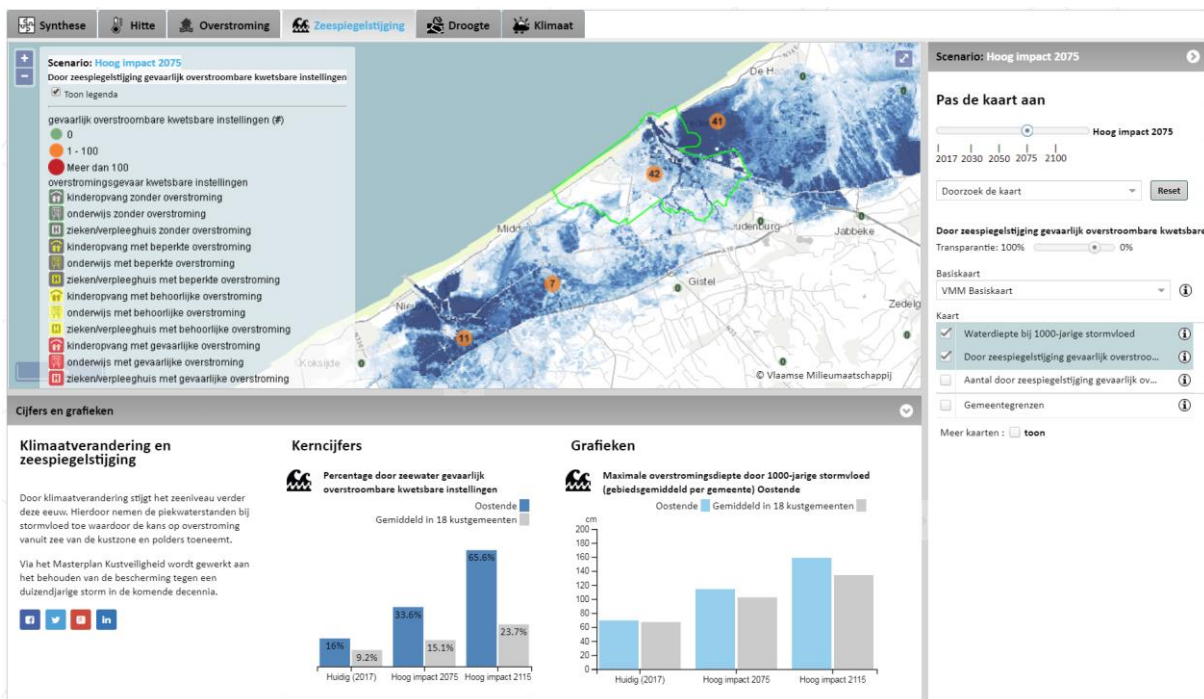 Synthese
Hitte
Overstroming
Zeespiegelstijging
Droogte
Klimaat
+
−
Scenario: Hoog impact 2075
Door zeespiegelstijging gevaarlijk overstroombare kwetsbare instellingen
Toon legenda
gevaarlijk overstroombare kwetsbare instellingen (#)
0
1 - 100
Meer dan 100
overstromingsgevaar kwetsbare instellingen
kinderopvang zonder overstroming
onderwijs zonder overstroming
zieken/verpleeghuis zonder overstroming
kinderopvang met beperkte overstroming
onderwijs met beperkte overstroming
zieken/verpleeghuis met beperkte overstroming
kinderopvang met behoorlijke overstroming
onderwijs met behoorlijke overstroming
zieken/verpleeghuis met behoorlijke overstroming
kinderopvang met gevaarlijke overstroming
onderwijs met gevaarlijke overstroming
zieken/verpleeghuis met gevaarlijke overstroming
De H
0
0
41
42
0
0
Midd
udenburg
Jabbeke
7
Gistel
0
Nie
Zedelg
11
Koksijde
0
0
© Vlaamse Milieumaatschappij
Scenario: Hoog impact 2075
Pas de kaart aan
Hoog impact 2075
2017 2030 2050 2075 2100
Doorzoek de kaart
Reset
Door zeespiegelstijging gevaarlijk overstroombare kwetsbare
Transparantie: 100% 0%
Basiskaart
VMM Basiskaart
Kaart
Waterdiepte bij 1000-jarige stormvloed
Door zeespiegelstijging gevaarlijk overstroo...
Aantal door zeespiegelstijging gevaarlijk ov...
Gemeentegrenzen
Meer kaarten : toon
Cijfers en grafieken
Klimaatverandering en
zeespiegelstijging
Door klimaatverandering stijgt het zeeniveau verder
deze eeuw. Hierdoor nemen de piekwaterstanden bij
stormvloed toe waardoor de kans op overstroming
vanuit zee van de kustzone en polders toeneemt.
Via het Masterplan Kustveiligheid wordt gewerkt aan
het behouden van de bescherming tegen een
duizendjarige storm in de komende decennia.
Kerncijfers
Percentage door zeewater gevaarlijk
overstroombare kwetsbare instellingen
Oostende
Gemiddeld in 18 kustgemeenten
16%
9.2%
33.6%
15.1%
65.6%
23.7%
Huidig (2017)
Hoog impact 2075
Hoog impact 2115
Grafieken
Maximale overstromingsdiepte door 1000-jarige stormvloed
(gebiedsgemiddeld per gemeente) Oostende
Oostende Gemiddeld in 18 kustgemeenten
cm
200
180
160
140
120
100
80
60
40
20
0
Huidig (2017)
Hoog impact 2075
Hoog impact 2115